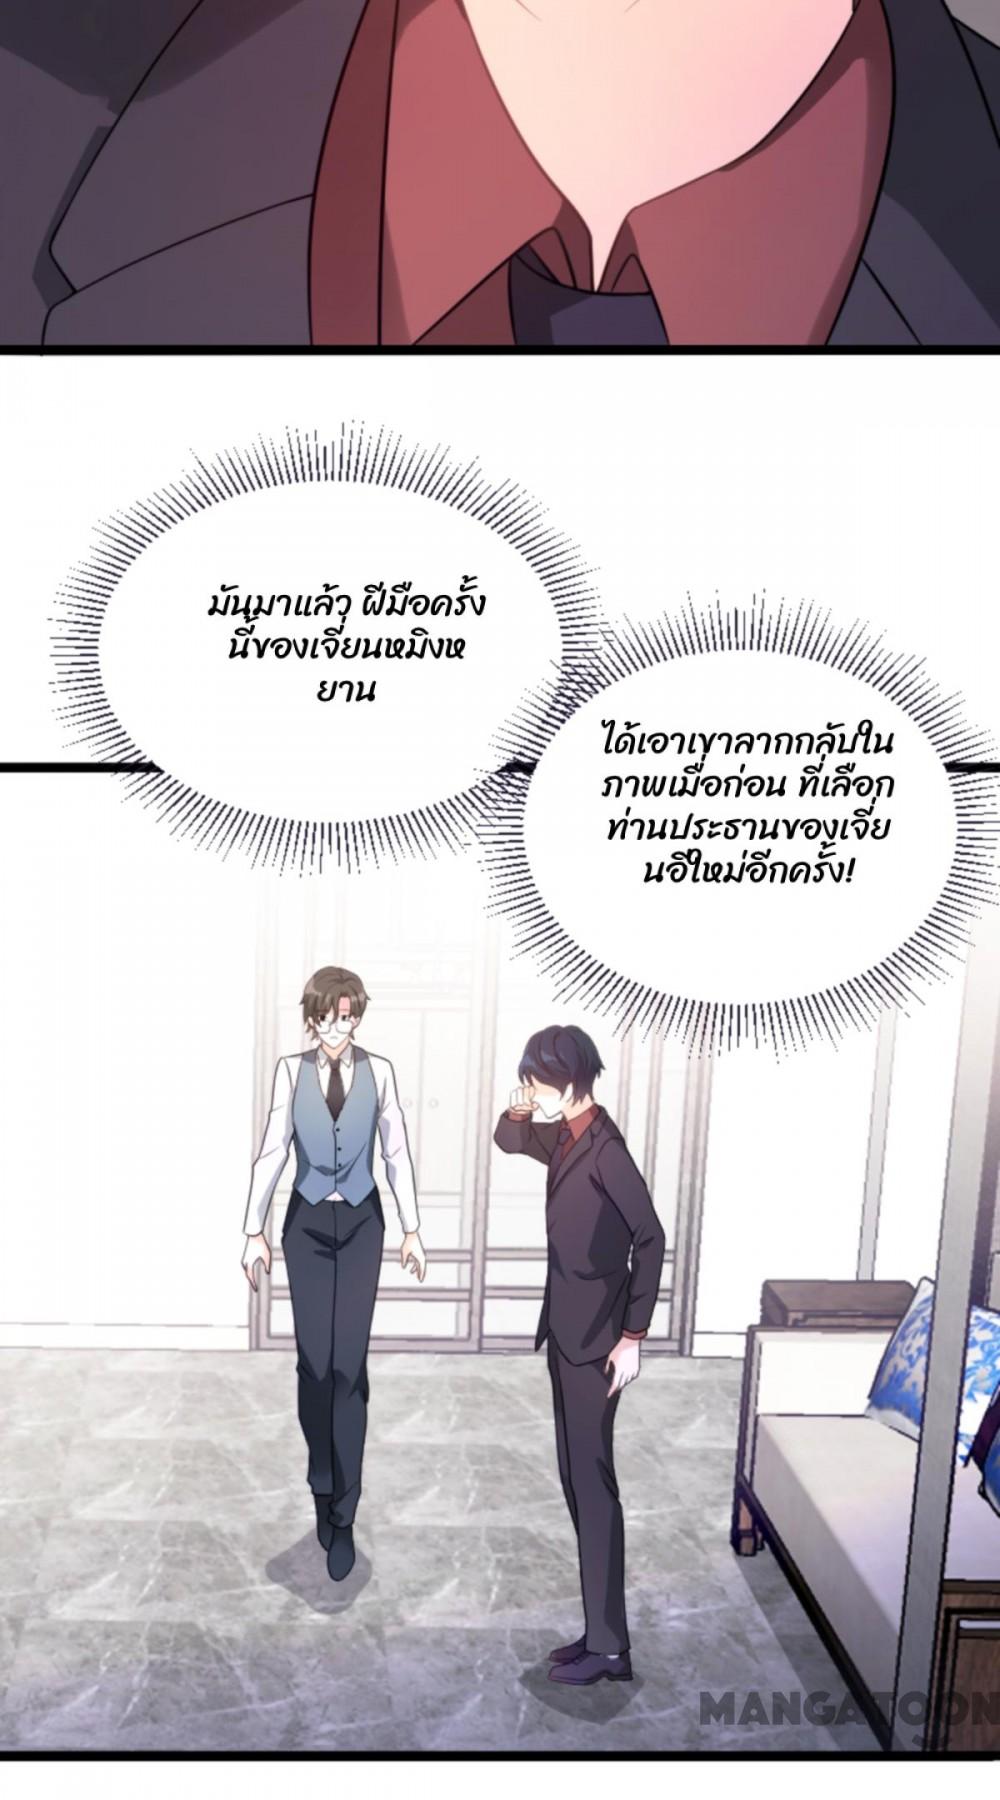 มันมาแล้ว ฝีมือครั้ง
นี้ของเจี่ยนหมิงห
ยาน
ได้เอาเขาลากกลับใน
ภาพเมื่อก่อน ที่เลือก
ท่านประธานของเจี่ย
นอีใหม่อีกครั้ง!
MANGATOON